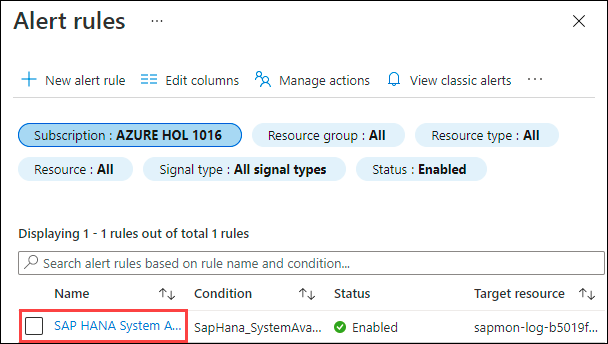 Alert rules ...
New alert rule Edit columns Manage actions View classic alerts ...
Subscription : AZURE HOL 1016 Resource group : All Resource type : All
Resource : All Signal type : All signal types Status : Enabled
Displaying 1 - 1 rules out of total 1 rules
Search alert rules based on rule name and condition...
Name Condition Status Target resource
SAP HANA System A... SapHana_SystemAva... Enabled sapmon-log-b5019f...